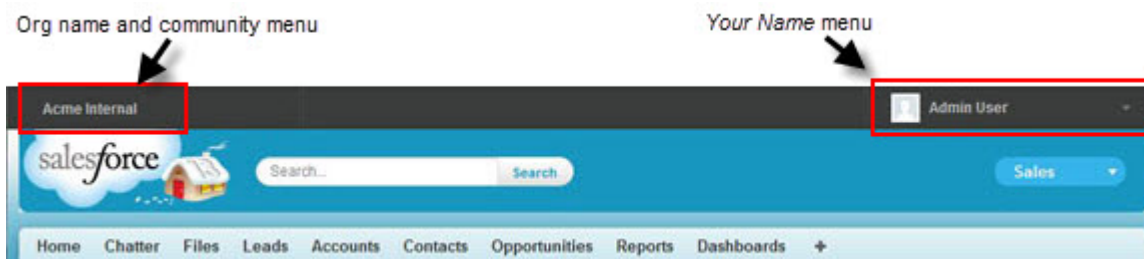 Org name and community menu
Your Name menu
Acme Internal
Admin User
salesforce
Search...
Search
Sales
Home Chatter Files Leads Accounts Contacts Opportunities Reports Dashboards +